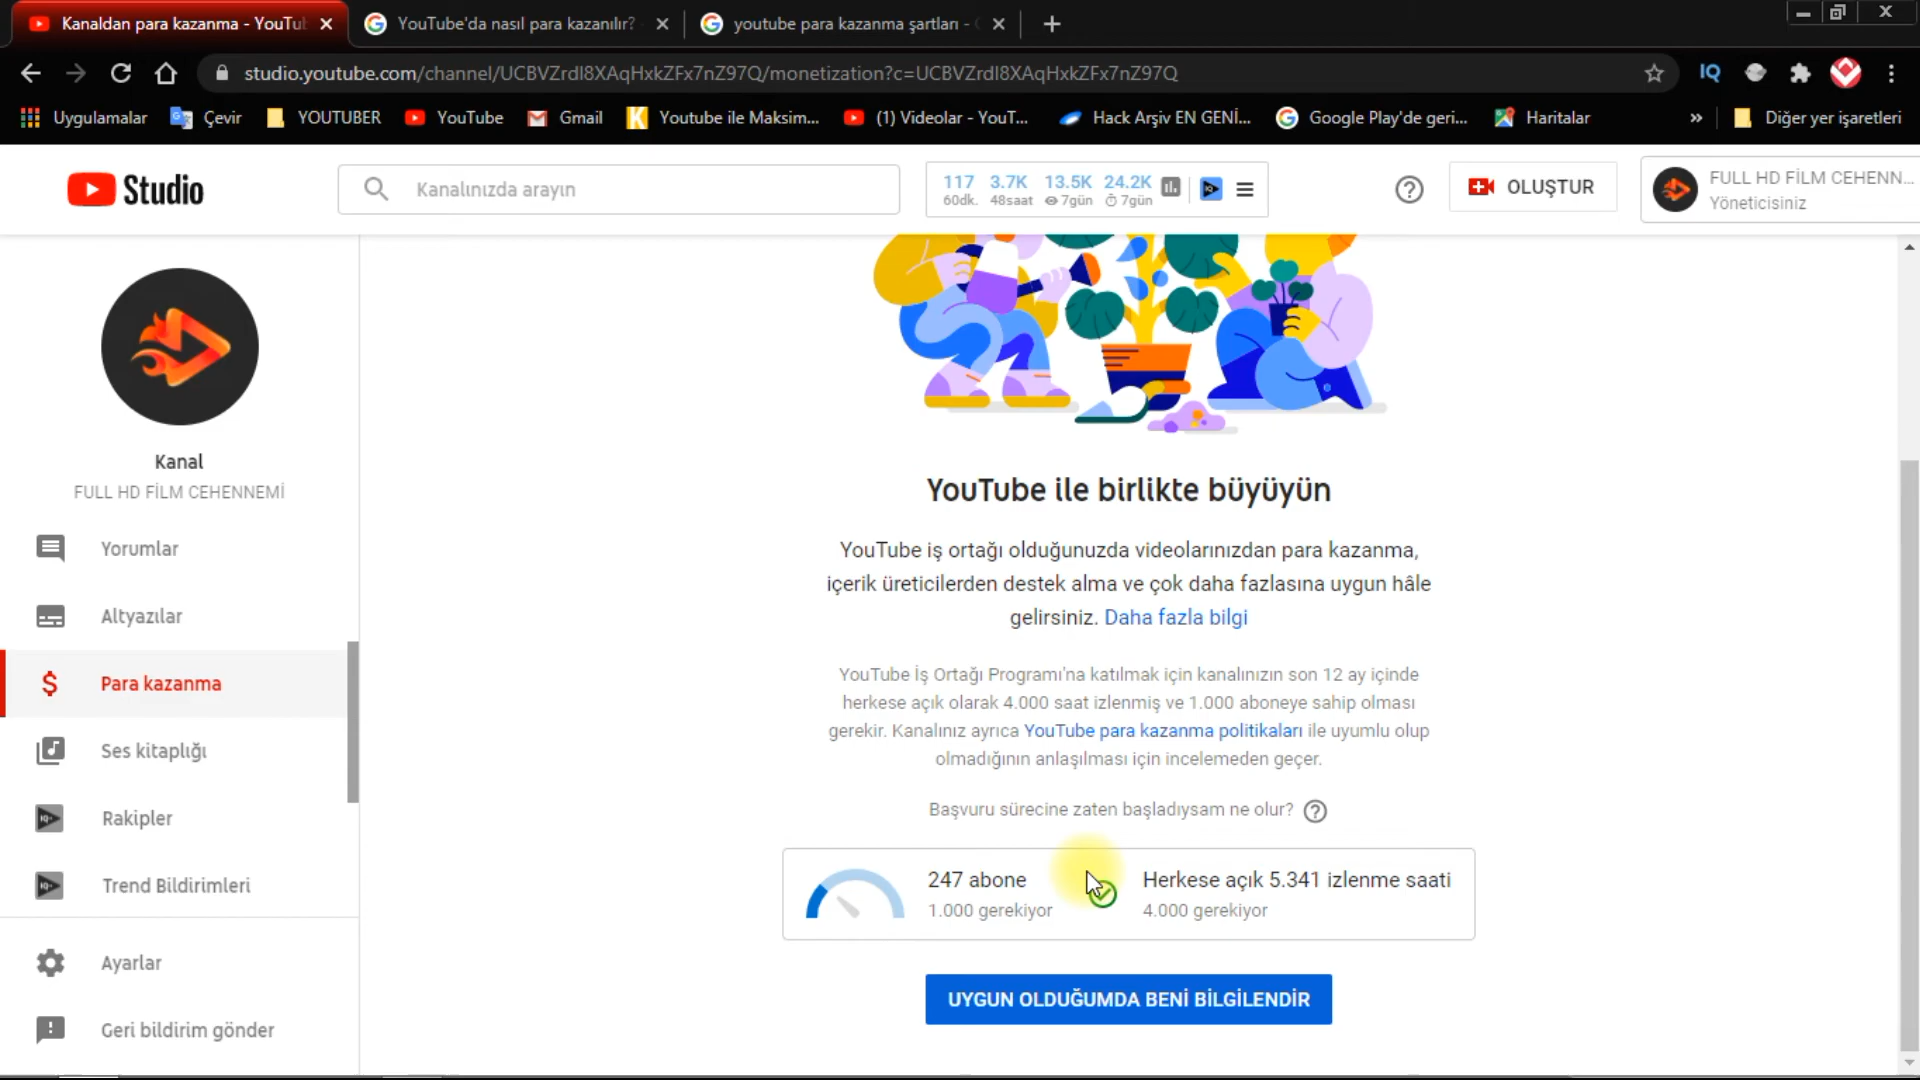 Kanaldan para kazanma - YouTu
YouTube'da nasıl para kazanılır?
youtube para kazanma şartları -
studio.youtube.com/channel/UCBVZrdI8XAqHxkZFx7nZ97Q/monetization?c=UCBVZrdI8XAqHxkZFx7nZ97Q
IQ
Uygulamalar
Çevir
YOUTUBER
YouTube
Gmail
Youtube ile Maksim...
(1) Videolar - YouT...
Hack Arşiv EN GENİ...
Google Play'de geri...
Haritalar
»
Diğer yer işaretleri
Studio
Kanalınızda arayın
117 3.7K 13.5K 24.2K
60dk. 48saat 7gün 7gün
OLUŞTUR
FULL HD FİLM CEHENN...
Yöneticisiniz
Kanal
FULL HD FİLM CEHENNEMİ
Yorumlar
Altyazılar
Para kazanma
Ses kitaplığı
Rakipler
Trend Bildirimleri
Ayarlar
Geri bildirim gönder
YouTube ile birlikte büyüyün
YouTube iş ortağı olduğunuzda videolarınızdan para kazanma,
içerik üreticilerden destek alma ve çok daha fazlasına uygun hâle
gelirsiniz. Daha fazla bilgi
YouTube İş Ortağı Programı'na katılmak için kanalınızın son 12 ay içinde
herkese açık olarak 4.000 saat izlenmiş ve 1.000 aboneye sahip olması
gerekir. Kanalınız ayrıca YouTube para kazanma politikaları ile uyumlu olup
olmadığının anlaşılması için incelemeden geçer.
Başvuru sürecine zaten başladıysam ne olur?
247 abone
1.000 gerekiyor
Herkese açık 5.341 izlenme saati
4.000 gerekiyor
UYGUN OLDUĞUMDA BENİ BİLGİLENDİR